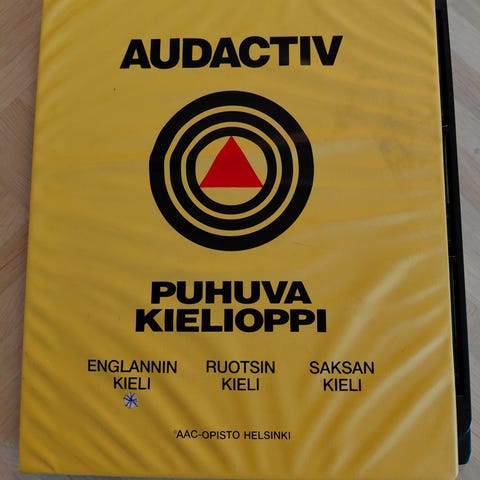 AUDACTIV
PUHUVA
KIELIOPPI
ENGLANNIN KIELI
RUOTSIN KIELI
SAKSAN KIELI
AAC-OPISTO HELSINKI